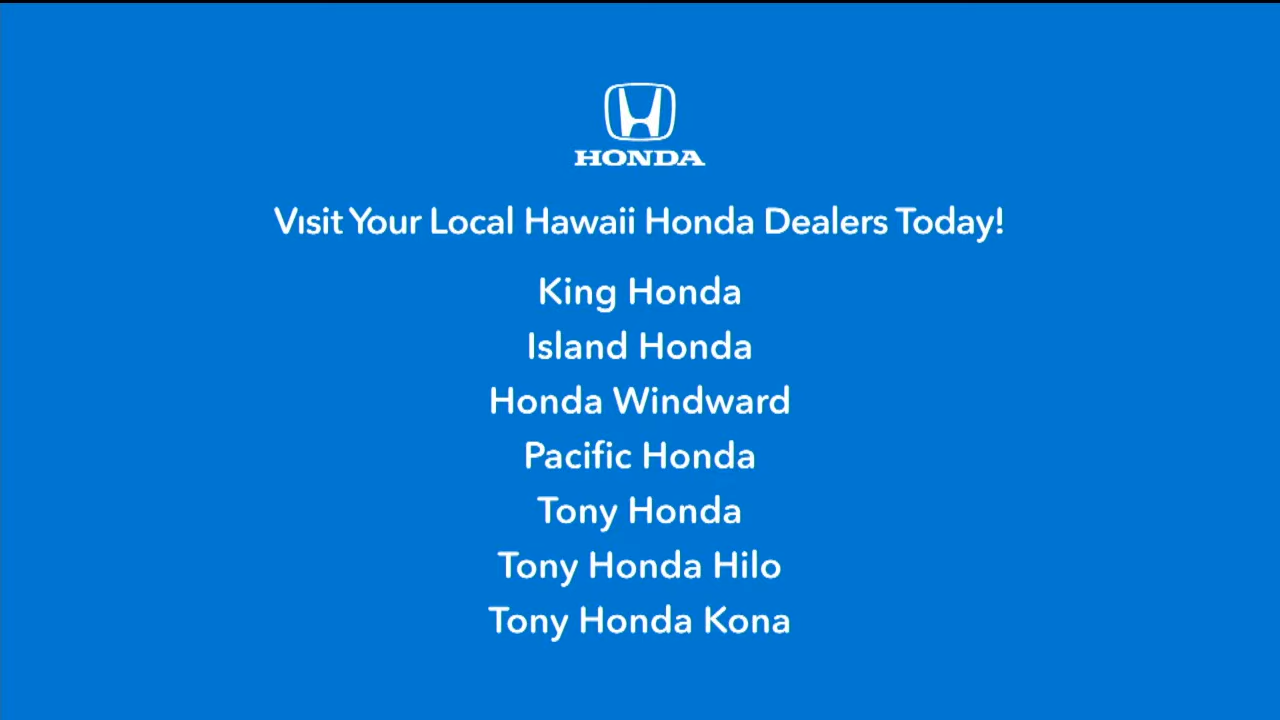 HONDA
Visit Your Local Hawaii Honda Dealers Today!
King Honda
Island Honda
Honda Windward
Pacific Honda
Tony Honda
Tony Honda Hilo
Tony Honda Kona